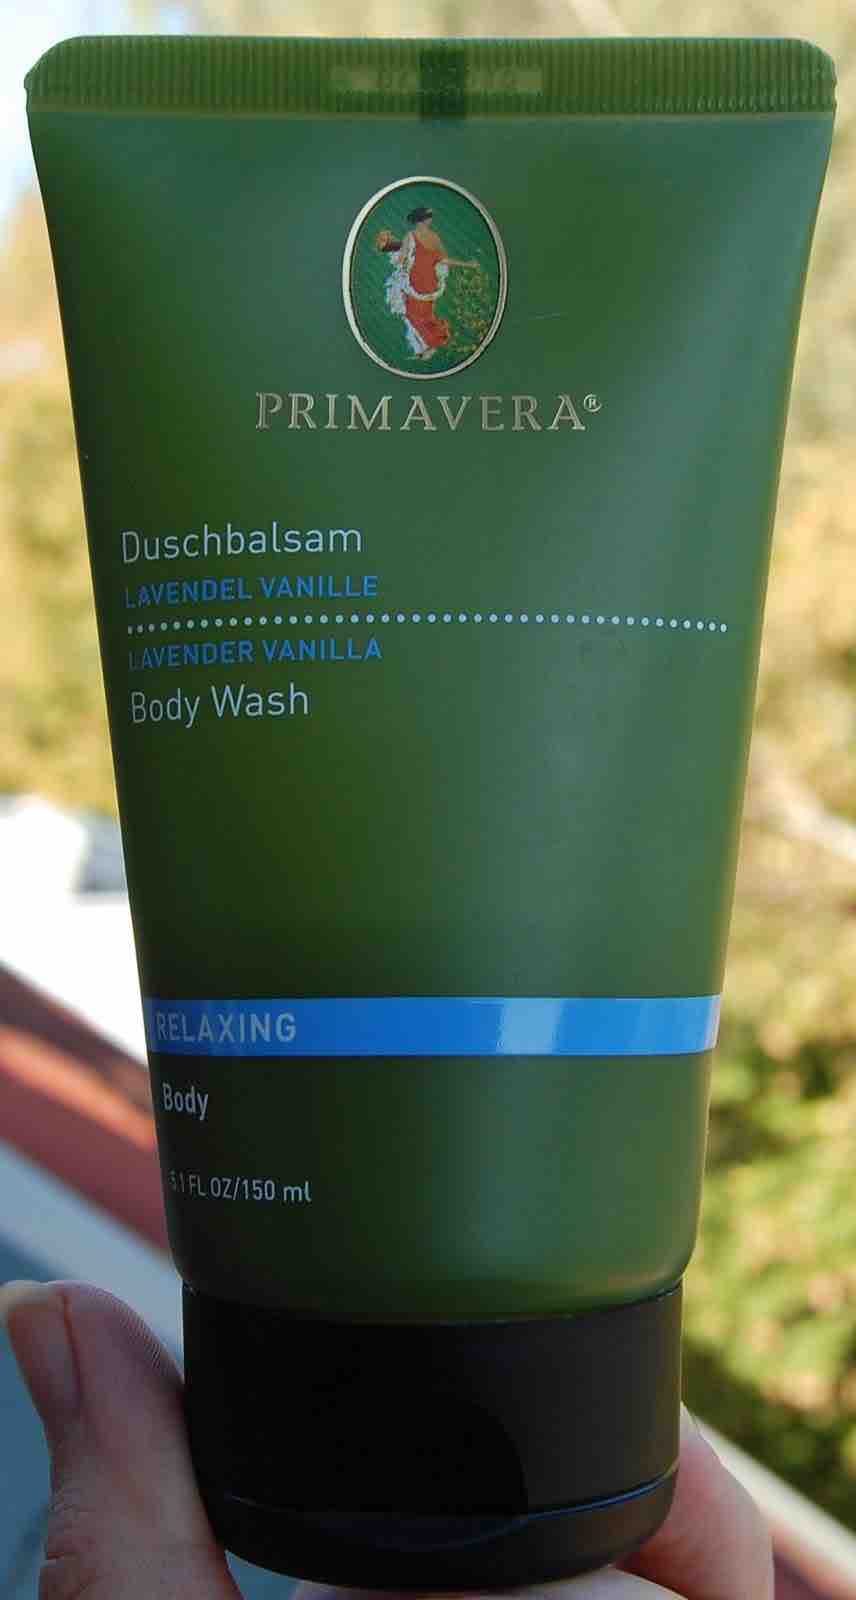 PRIMAVERA®
Duschbalsam
LAVENDEL VANILLE
LAVENDER VANILLA
Body Wash
RELAXING
Body
5.1 FL OZ/150 ml